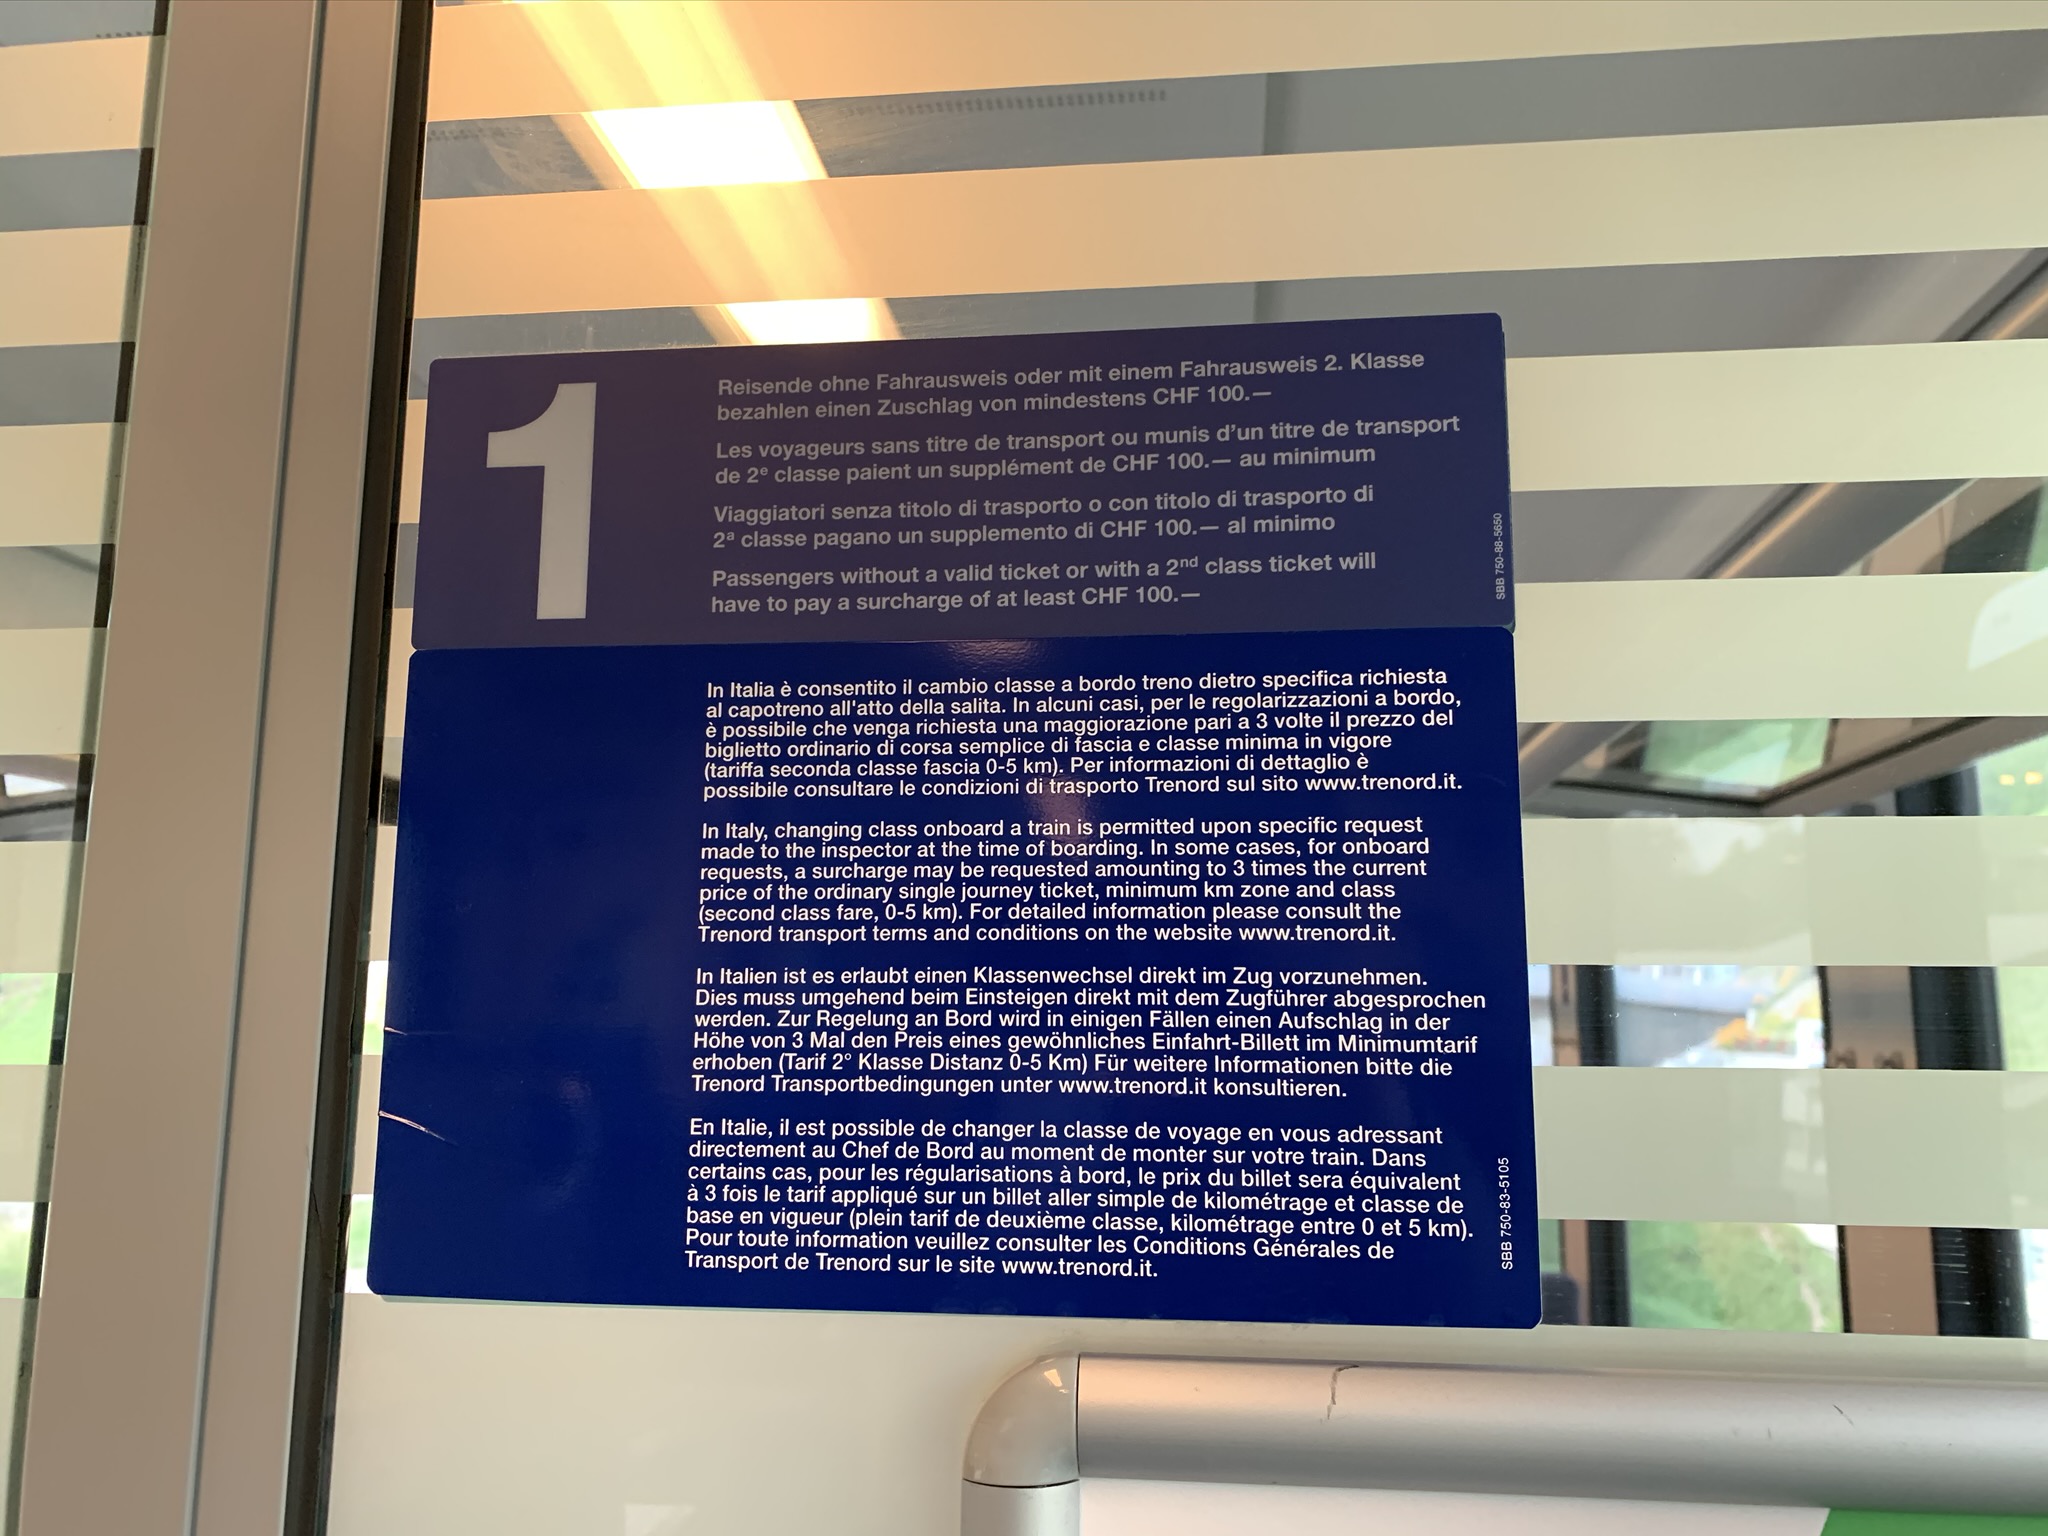 1
Reisende ohne Fahrausweis oder mit einem Fahrausweis 2. Klasse
bezahlen einen Zuschlag von mindestens CHF 100.—
Les voyageurs sans titre de transport ou munis d'un titre de transport
de 2e classe paient un supplément de CHF 100.— au minimum
Viaggiatori senza titolo di trasporto o con titolo di trasporto di
2a classe pagano un supplemento di CHF 100.— al minimo
Passengers without a valid ticket or with a 2nd class ticket will
have to pay a surcharge of at least CHF 100.—
SBB 750-88-5650
In Italia è consentito il cambio classe a bordo treno dietro specifica richiesta
al capotreno all'atto della salita. In alcuni casi, per le regolarizzazioni a bordo,
è possibile che venga richiesta una maggiorazione pari a 3 volte il prezzo del
biglietto ordinario di corsa semplice di fascia e classe minima in vigore
(tariffa seconda classe fascia 0-5 km). Per informazioni di dettaglio è
possibile consultare le condizioni di trasporto Trenord sul sito www.trenord.it.
In Italy, changing class onboard a train is permitted upon specific request
made to the inspector at the time of boarding. In some cases, for onboard
requests, a surcharge may be requested amounting to 3 times the current
price of the ordinary single journey ticket, minimum km zone and class
(second class fare, 0-5 km). For detailed information please consult the
Trenord transport terms and conditions on the website www.trenord.it.
In Italien ist es erlaubt einen Klassenwechsel direkt im Zug vorzunehmen.
Dies muss umgehend beim Einsteigen direkt mit dem Zugführer abgesprochen
werden. Zur Regelung an Bord wird in einigen Fällen einen Aufschlag in der
Höhe von 3 Mal den Preis eines gewöhnliches Einfahrt-Billett im Minimumtarif
erhoben (Tarif 2° Klasse Distanz 0-5 Km) Für weitere Informationen bitte die
Trenord Transportbedingungen unter www.trenord.it konsultieren.
En Italie, il est possible de changer la classe de voyage en vous adressant
directement au Chef de Bord au moment de monter sur votre train. Dans
certains cas, pour les régularisations à bord, le prix du billet sera équivalent
à 3 fois le tarif appliqué sur un billet aller simple de kilométrage et classe de
base en vigueur (plein tarif de deuxième classe, kilométrage entre 0 et 5 km).
Pour toute information veuillez consulter les Conditions Générales de
Transport de Trenord sur le site www.trenord.it.
SBB 750-83-5105